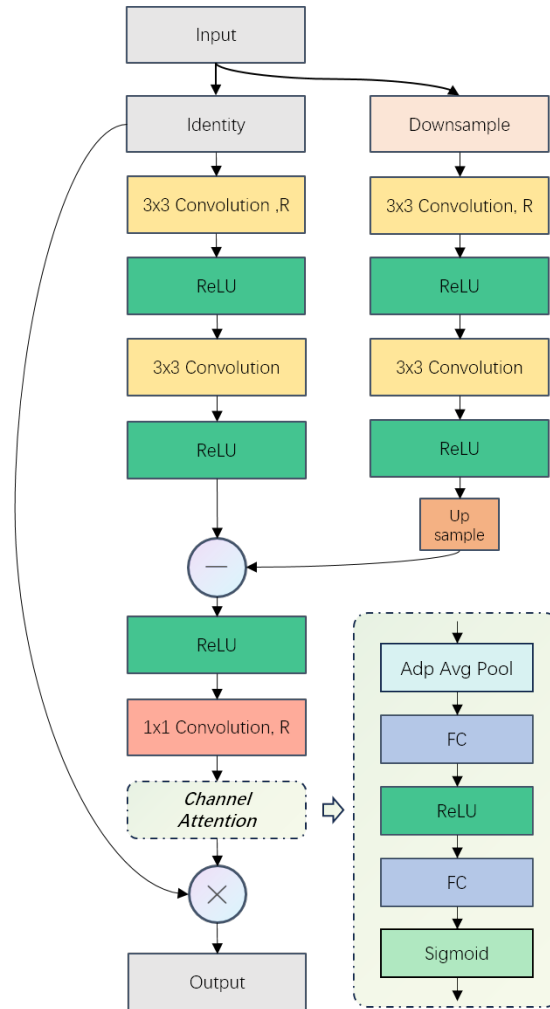 Input
Identity
Downsample
3x3 Convolution ,R
3x3 Convolution, R
ReLU
ReLU
3x3 Convolution
3x3 Convolution
ReLU
ReLU
Up
sample
—
ReLU
1x1 Convolution, R
Channel
Attention
×
Output
Adp Avg Pool
FC
ReLU
FC
Sigmoid